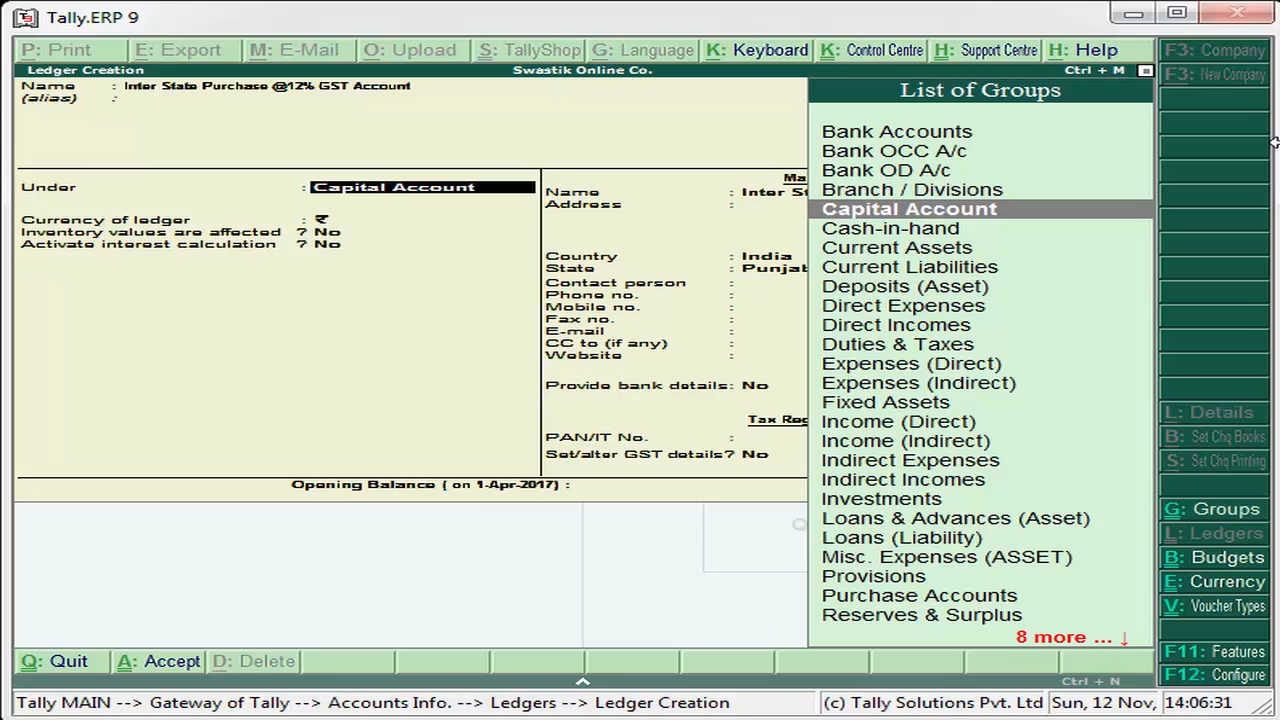 Tally.ERP 9
P: Print E: Export M: E-Mail O: Upload S: TallyShop G: Language K: Keyboard K: Control Centre H: Support Centre H: Help F3: Company
F3: New Company
Ledger Creation Swastik Online Co. Ctrl + M
Name : Inter State Purchase @12% GST Account
(alias) :
Under : Capital Account
Currency of ledger : ₹
Inventory values are affected ? No
Activate interest calculation ? No
Name : Inter
Address :
Country : India
State : Punjab
Contact person :
Phone no. :
Mobile no. :
Fax no. :
E-mail :
CC to (if any) :
Website :
Provide bank details: No
PAN/IT No. :
Set/alter GST details? No
Opening Balance ( on 1-Apr-2017) :
List of Groups
Bank Accounts
Bank OCC A/c
Bank OD A/c
Branch / Divisions
Capital Account
Cash-in-hand
Current Assets
Current Liabilities
Deposits (Asset)
Direct Expenses
Direct Incomes
Duties & Taxes
Expenses (Direct)
Expenses (Indirect)
Fixed Assets
Income (Direct)
Income (Indirect)
Indirect Expenses
Indirect Incomes
Investments
Loans & Advances (Asset)
Loans (Liability)
Misc. Expenses (ASSET)
Provisions
Purchase Accounts
Reserves & Surplus
8 more ... ↓
L: Details
B: Set Chq Books
S: Set Chq Printing
G: Groups
L: Ledgers
B: Budgets
E: Currency
V: Voucher Types
F11: Features
F12: Configure
Q: Quit A: Accept D: Delete
Ctrl + N
Tally MAIN --> Gateway of Tally --> Accounts Info. --> Ledgers --> Ledger Creation (c) Tally Solutions Pvt. Ltd Sun, 12 Nov, 14:06:31